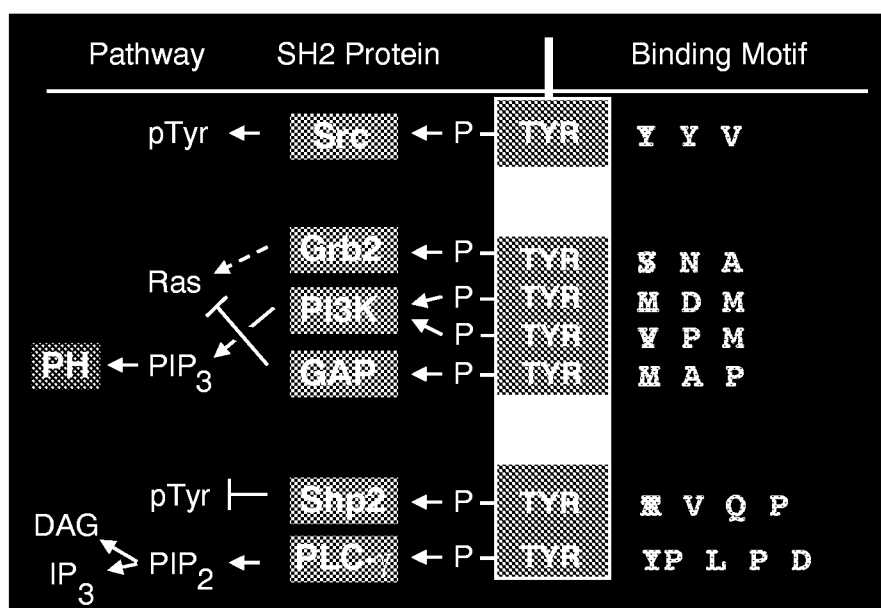 Pathway SH2 Protein Binding Motif
pTyr Src P TYR Y V
Grb2 P TYR N A
Ras
PI3K P TYR M D M
P TYR P M
PH PIP3 GAP P TYR M A P
pTyr Shp2 P TYR V Q P
DAG
IP3 PIP2 PLC-γ P TYR YP L P D